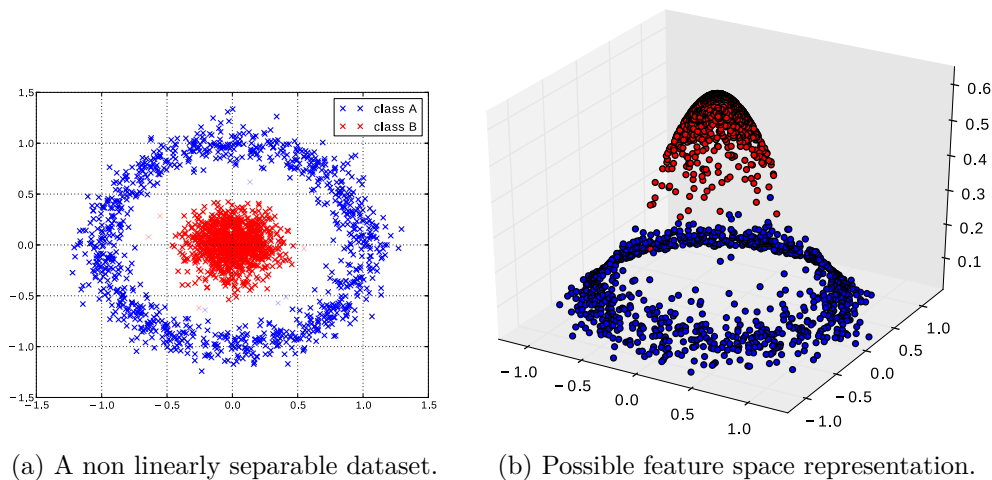 1.5
1.0
0.5
0.0
−0.5
−1.0
−1.5
−1.5 −1.0 −0.5 0.0 0.5 1.0 1.5
class A
class B
0.6
0.5
0.4
0.3
0.2
0.1
−1.0 −0.5 0.0 0.5 1.0
−1.0 −0.5 0.0 0.5 1.0
(a) A non linearly separable dataset.
(b) Possible feature space representation.